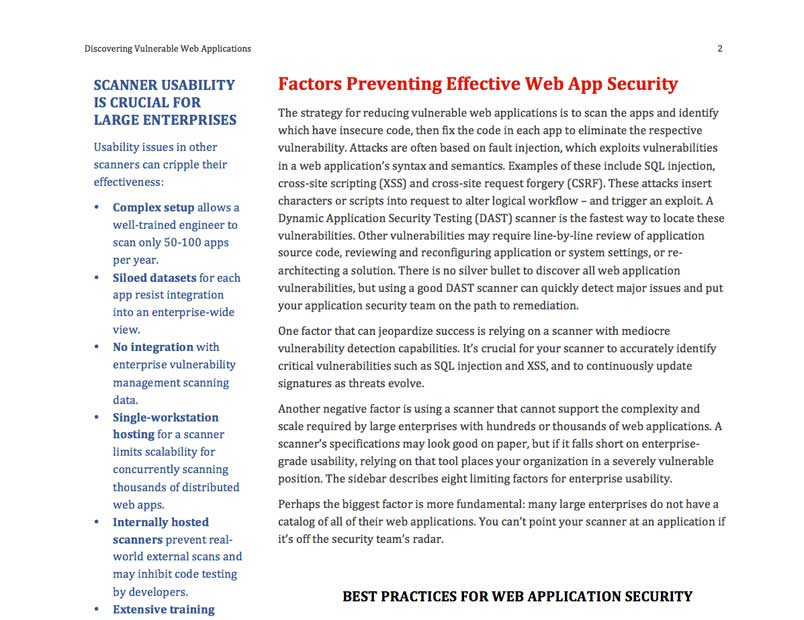 Discovering Vulnerable Web Applications
2
SCANNER USABILITY
IS CRUCIAL FOR
LARGE ENTERPRISES
Usability issues in other
scanners can cripple their
effectiveness:
• Complex setup allows a
well-trained engineer to
scan only 50-100 apps
per year.
• Siloed datasets for each
app resist integration
into an enterprise-wide
view.
• No integration with
enterprise vulnerability
management scanning
data.
• Single-workstation
hosting for a scanner
limits scalability for
concurrently scanning
thousands of distributed
web apps.
• Internally hosted
scanners prevent real-
world external scans and
may inhibit code testing
by developers.
• Extensive training
Factors Preventing Effective Web App Security
The strategy for reducing vulnerable web applications is to scan the apps and identify
which have insecure code, then fix the code in each app to eliminate the respective
vulnerability. Attacks are often based on fault injection, which exploits vulnerabilities
in a web application’s syntax and semantics. Examples of these include SQL injection,
cross-site scripting (XSS) and cross-site request forgery (CSRF). These attacks insert
characters or scripts into request to alter logical workflow – and trigger an exploit. A
Dynamic Application Security Testing (DAST) scanner is the fastest way to locate these
vulnerabilities. Other vulnerabilities may require line-by-line review of application
source code, reviewing and reconfiguring application or system settings, or re-
architecting a solution. There is no silver bullet to discover all web application
vulnerabilities, but using a good DAST scanner can quickly detect major issues and put
your application security team on the path to remediation.
One factor that can jeopardize success is relying on a scanner with mediocre
vulnerability detection capabilities. It’s crucial for your scanner to accurately identify
critical vulnerabilities such as SQL injection and XSS, and to continuously update
signatures as threats evolve.
Another negative factor is using a scanner that cannot support the complexity and
scale required by large enterprises with hundreds or thousands of web applications. A
scanner’s specifications may look good on paper, but if it falls short on enterprise-
grade usability, relying on that tool places your organization in a severely vulnerable
position. The sidebar describes eight limiting factors for enterprise usability.
Perhaps the biggest factor is more fundamental: many large enterprises do not have a
catalog of all of their web applications. You can’t point your scanner at an application if
it’s off the security team’s radar.
BEST PRACTICES FOR WEB APPLICATION SECURITY